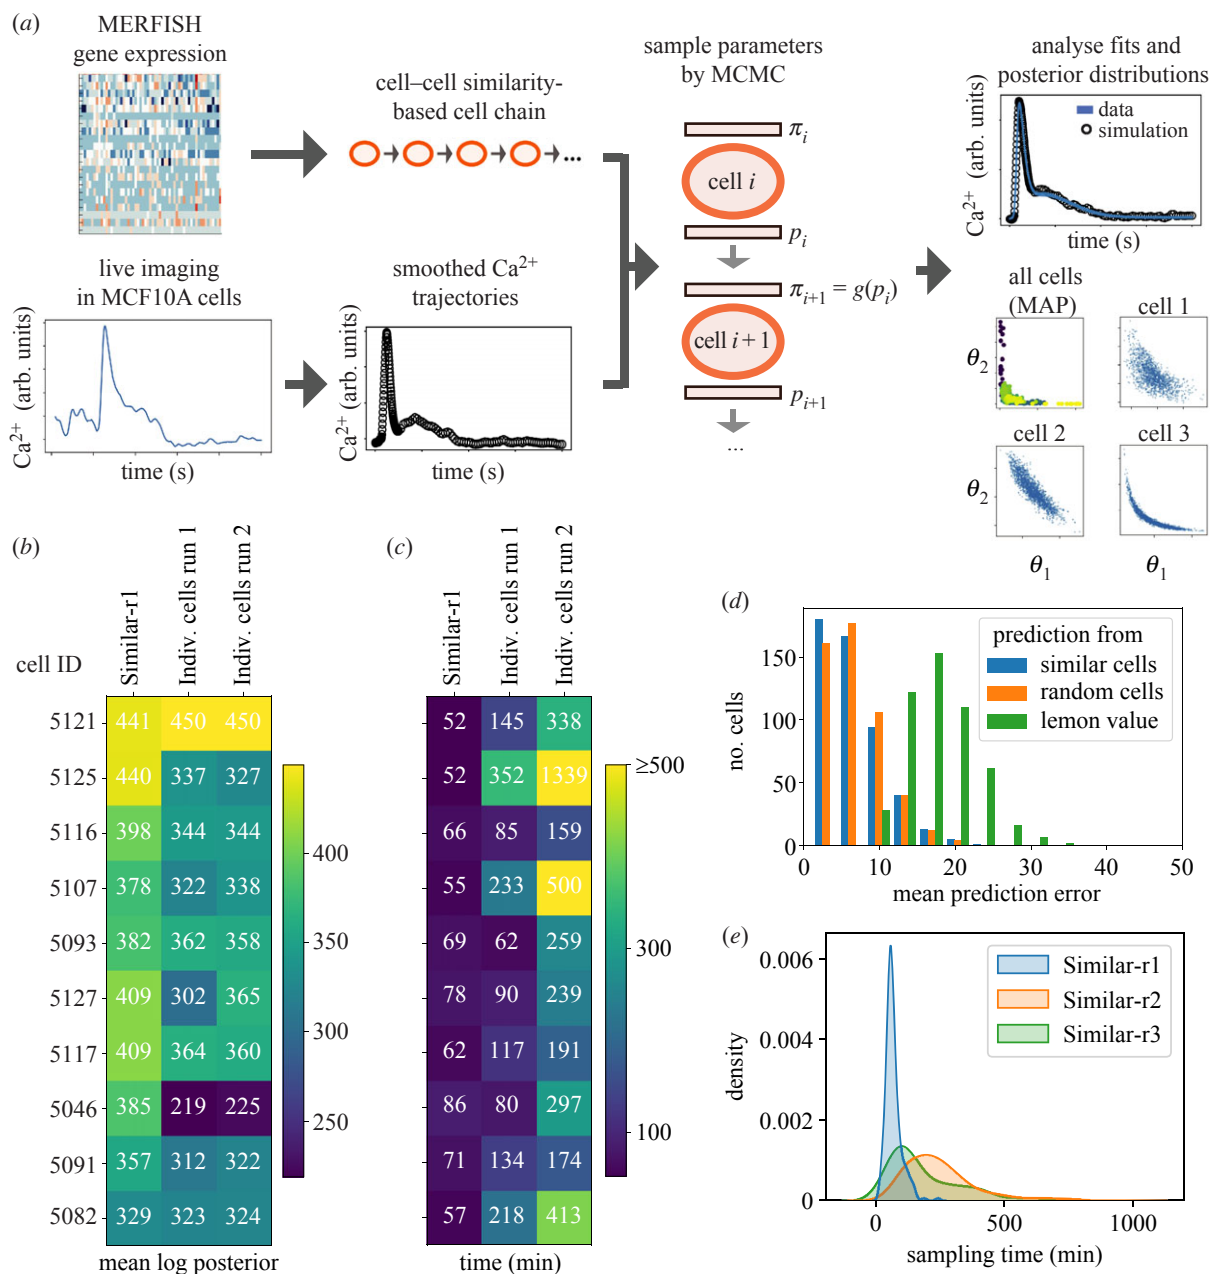 (a)
MERFISH
gene expression
cell–cell similarity-
based cell chain
...
sample parameters
by MCMC
π_i
cell i
p_i
π_{i+1} = g(p_i)
cell i + 1
p_{i+1}
...
analyse fits and
posterior distributions
data
simulation
Ca²⁺ (arb. units)
time (s)
live imaging
in MCF10A cells
Ca²⁺ (arb. units)
time (s)
smoothed Ca²⁺
trajectories
Ca²⁺ (arb. units)
time (s)
all cells
(MAP)
cell 1
θ₂
cell 2
cell 3
θ₂
θ₁
θ₁
(b)
cell ID
Similar-r1
Indiv. cells run 1
Indiv. cells run 2
5121 441 450 450
5125 440 337 327
5116 398 344 344
5107 378 322 338
5093 382 362 358
5127 409 302 365
5117 409 364 360
5046 385 219 225
5091 357 312 322
5082 329 323 324
mean log posterior
400
350
300
250
(c)
Similar-r1
Indiv. cells run 1
Indiv. cells run 2
52 145 338
52 352 1339
66 85 159
55 233 500
69 62 259
78 90 239
62 117 191
86 80 297
71 134 174
57 218 413
time (min)
≥500
300
100
(d)
prediction from
similar cells
random cells
lemon value
no. cells
150
100
50
0
0 10 20 30 40 50
mean prediction error
(e)
Similar-r1
Similar-r2
Similar-r3
density
0.006
0.004
0.002
0
0 500 1000
sampling time (min)